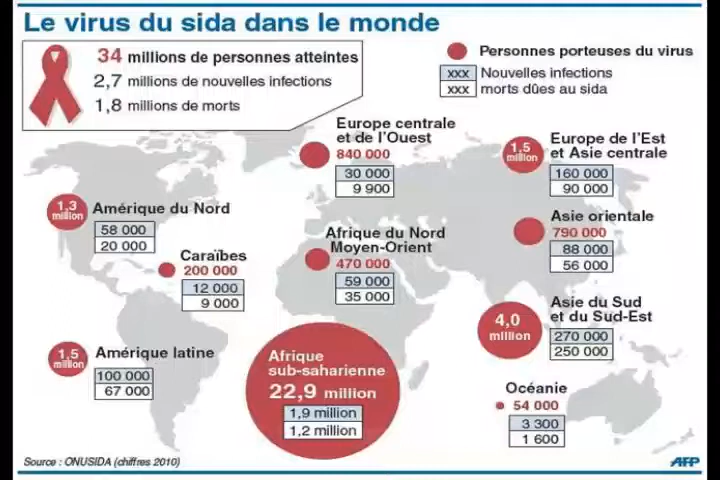 Le virus du sida dans le monde
34 millions de personnes atteintes
2,7 millions de nouvelles infections
1,8 millions de morts
Personnes porteuses du virus
xxx Nouvelles infections
xxx morts dûes au sida
Europe centrale
et de l'Ouest
840 000
30 000
9 900
1,5
million
Europe de l'Est
et Asie centrale
160 000
90 000
1,3
million
Amérique du Nord
58 000
20 000
Caraïbes
200 000
12 000
9 000
Afrique du Nord
Moyen-Orient
470 000
59 000
35 000
Asie orientale
790 000
88 000
56 000
4,0
million
Asie du Sud
et du Sud-Est
270 000
250 000
1,5
million
Amérique latine
100 000
67 000
Afrique
sub-saharienne
22,9 million
1,9 million
1,2 million
Océanie
54 000
3 300
1 600
Source : ONUSIDA (chiffres 2010)
AFP